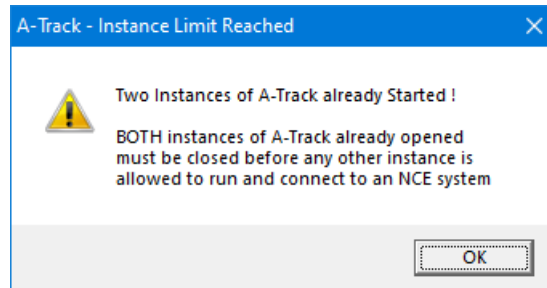 A-Track - Instance Limit Reached
Two Instances of A-Track already Started !
BOTH instances of A-Track already opened
must be closed before any other instance is
allowed to run and connect to an NCE system
OK